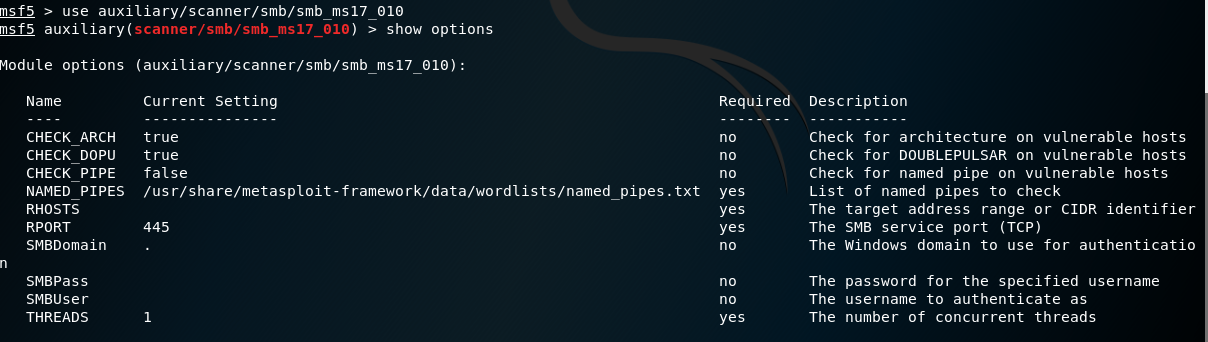 msf5 > use auxiliary/scanner/smb/smb_ms17_010
msf5 auxiliary(scanner/smb/smb_ms17_010) > show options
Module options (auxiliary/scanner/smb/smb_ms17_010):
Name Current Setting Required Description
---- --------------- -------- -----------
CHECK_ARCH true no Check for architecture on vulnerable hosts
CHECK_DOPU true no Check for DOUBLEPULSAR on vulnerable hosts
CHECK_PIPE false no Check for named pipe on vulnerable hosts
NAMED_PIPES /usr/share/metasploit-framework/data/wordlists/named_pipes.txt yes List of named pipes to check
RHOSTS yes The target address range or CIDR identifier
RPORT 445 yes The SMB service port (TCP)
SMBDomain . no The Windows domain to use for authenticatio
n
SMBPass no The password for the specified username
SMBUser no The username to authenticate as
THREADS 1 yes The number of concurrent threads